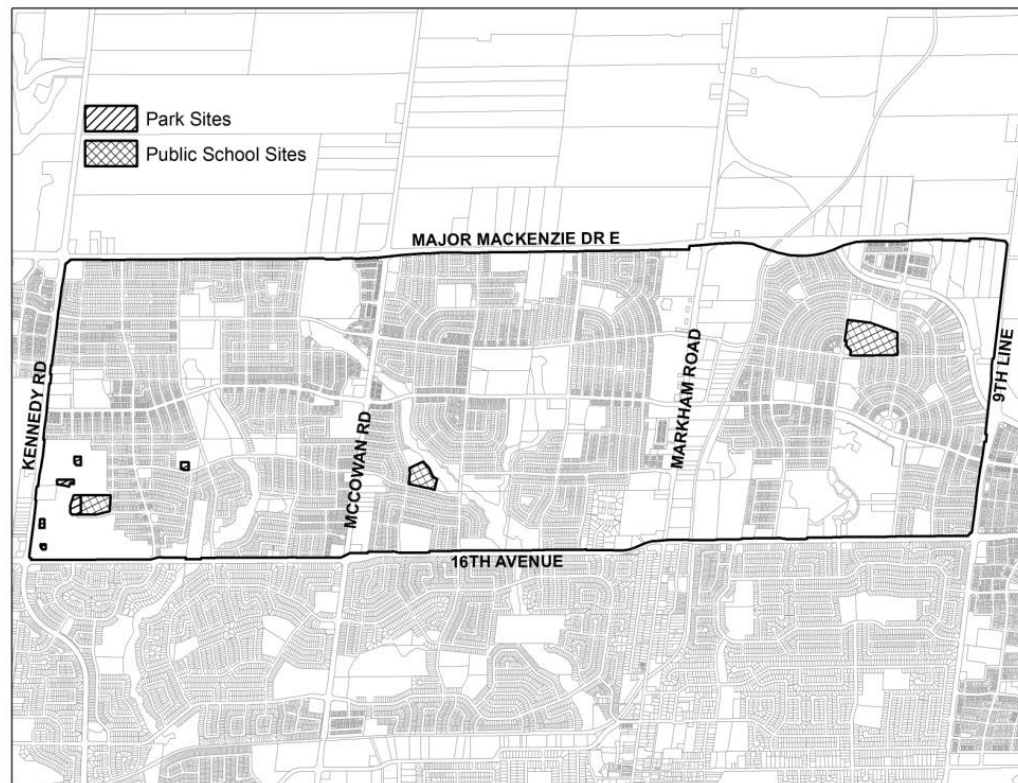 Park Sites
Public School Sites
MAJOR MACKENZIE DR E
KENNEDY RD
MCCOWAN RD
MARKHAM ROAD
9TH LINE
16TH AVENUE